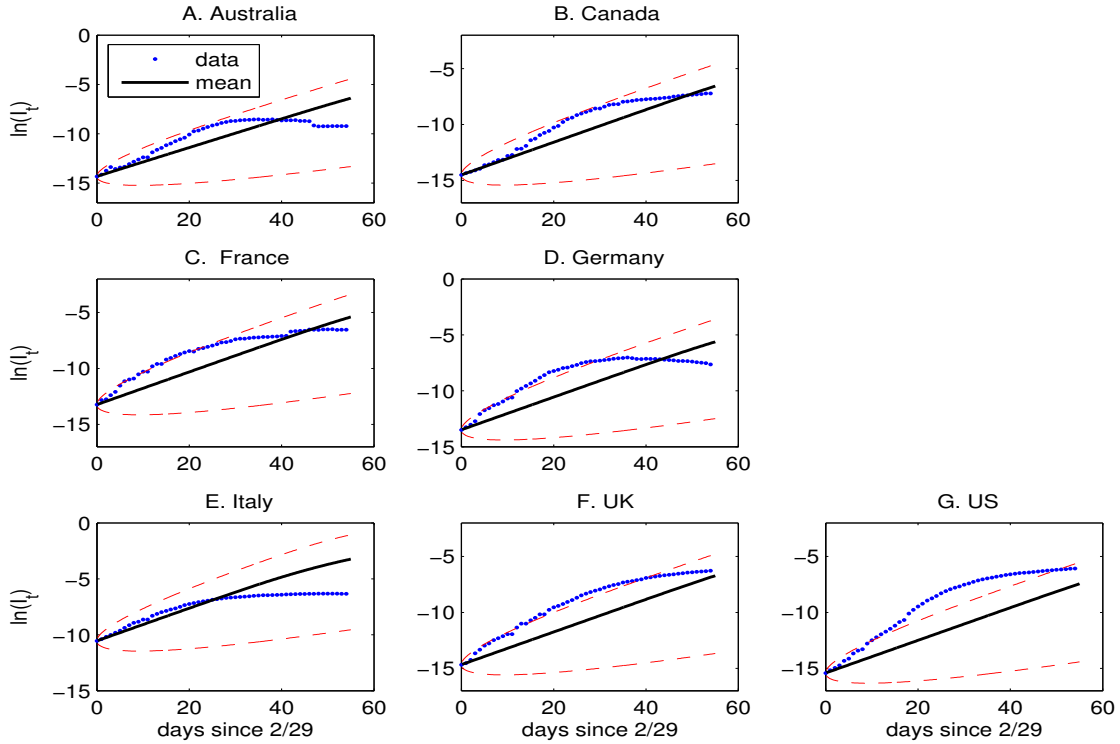 A. Australia
B. Canada
0
−5
−10
−15
ln(I_t)
data
mean
0 20 40 60
−5
−10
−15
0 20 40 60
C. France
D. Germany
−5
−10
−15
ln(I_t)
0 20 40 60
0
−5
−10
−15
0 20 40 60
E. Italy
F. UK
G. US
0
−5
−10
−15
ln(I_t)
0 20 40 60
days since 2/29
−5
−10
−15
0 20 40 60
days since 2/29
−5
−10
−15
0 20 40 60
days since 2/29